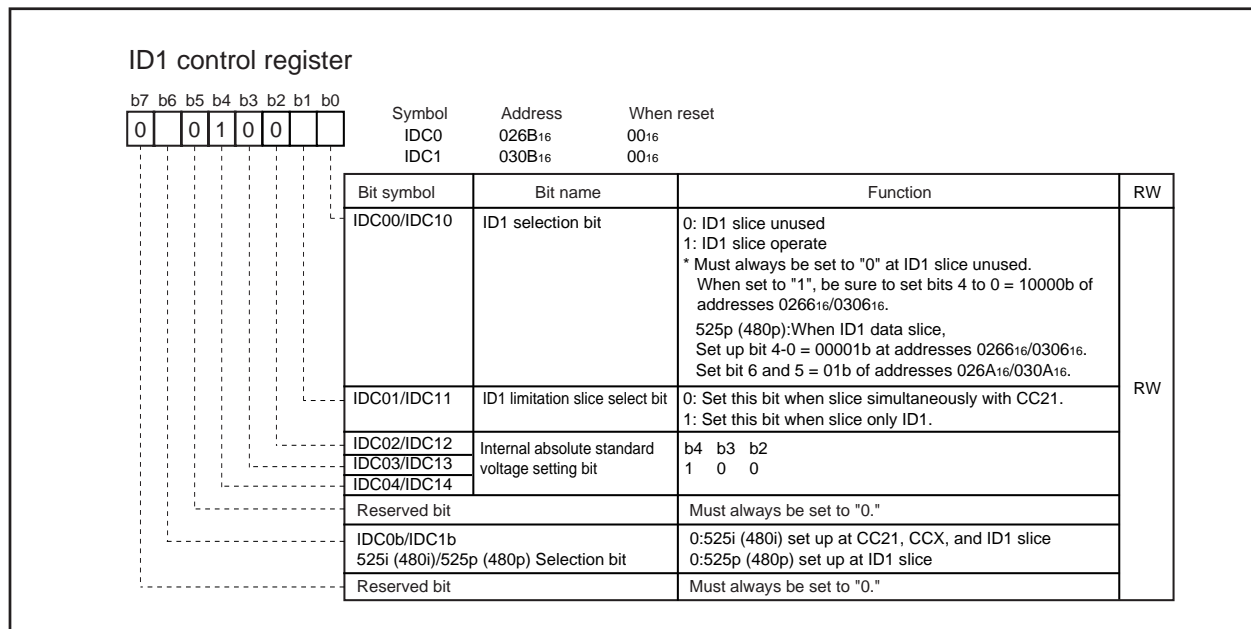 ID1 control register
b7 b6 b5 b4 b3 b2 b1 b0
0 0 1 0 0
Symbol Address When reset
IDC0 026B16 0016
IDC1 030B16 0016
Bit symbol Bit name Function RW
IDC00/IDC10 ID1 selection bit 0: ID1 slice unused
1: ID1 slice operate
* Must always be set to "0" at ID1 slice unused.
When set to "1", be sure to set bits 4 to 0 = 10000b of
addresses 026616/030616.
525p (480p):When ID1 data slice,
Set up bit 4-0 = 00001b at addresses 026616/030616.
Set bit 6 and 5 = 01b of addresses 026A16/030A16.
RW
IDC01/IDC11 ID1 limitation slice select bit 0: Set this bit when slice simultaneously with CC21.
1: Set this bit when slice only ID1.
IDC02/IDC12 Internal absolute standard b4 b3 b2
IDC03/IDC13 voltage setting bit 1 0 0
IDC04/IDC14
Reserved bit Must always be set to "0."
IDC0b/IDC1b 0:525i (480i) set up at CC21, CCX, and ID1 slice
525i (480i)/525p (480p) Selection bit 0:525p (480p) set up at ID1 slice
Reserved bit Must always be set to "0."